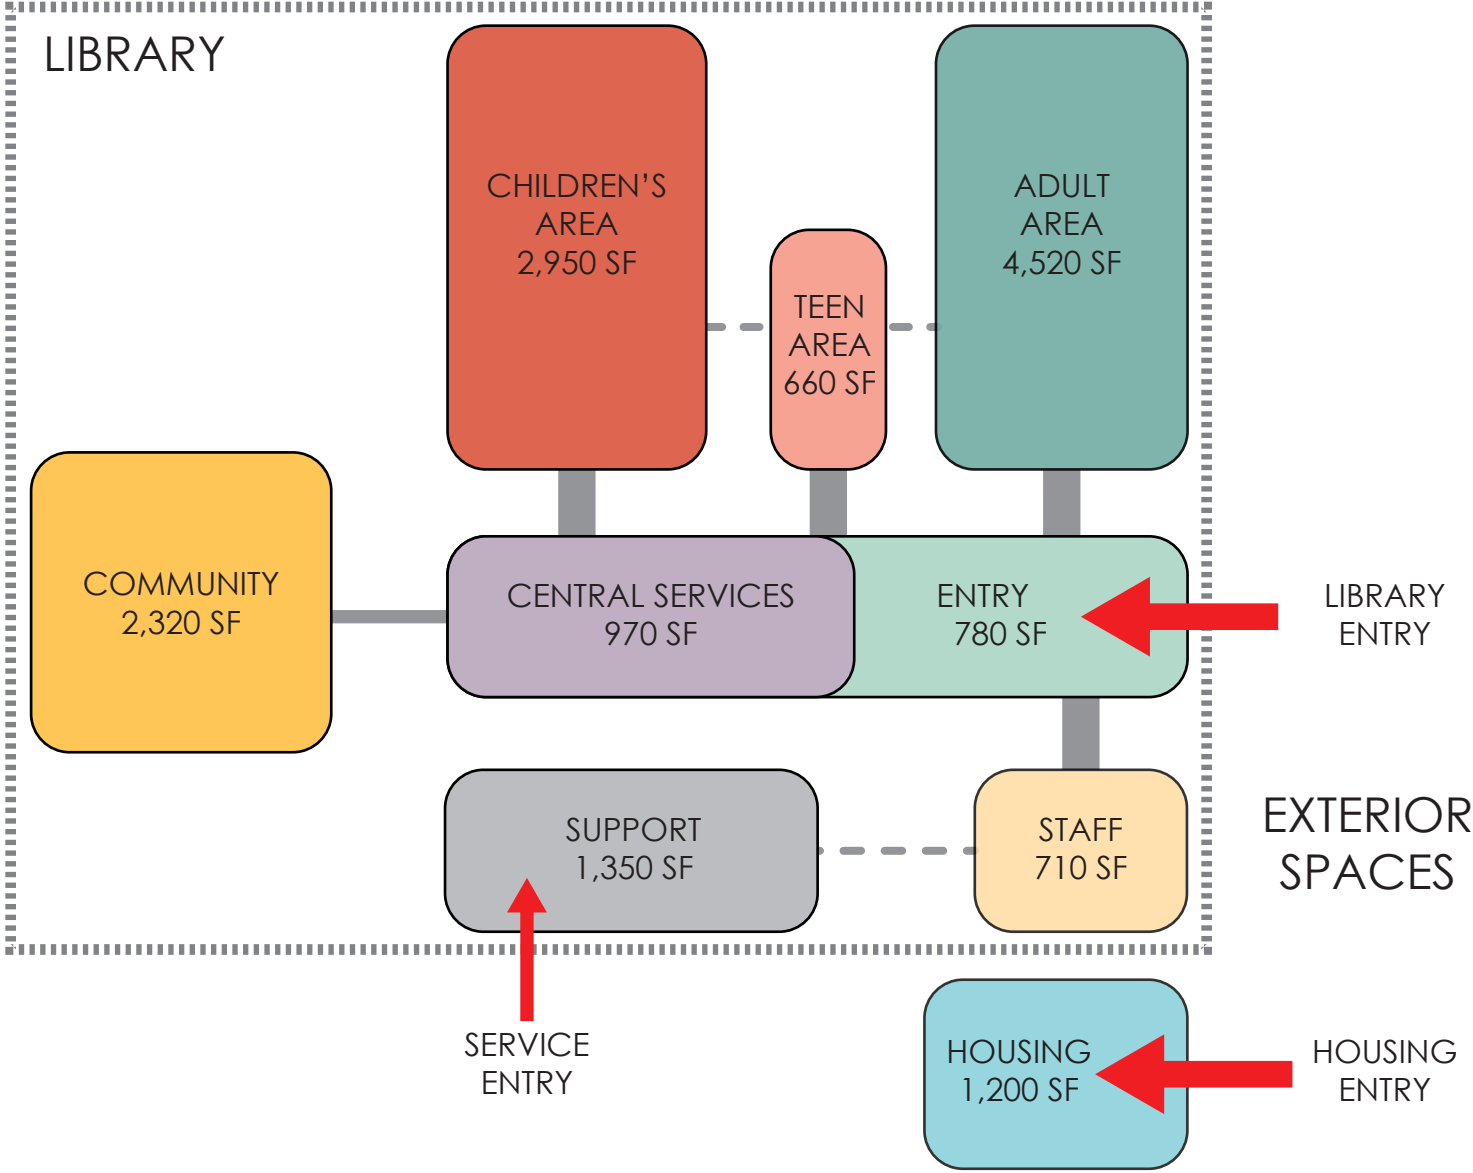 LIBRARY
CHILDREN'S
AREA
2,950 SF
TEEN
AREA
660 SF
ADULT
AREA
4,520 SF
COMMUNITY
2,320 SF
CENTRAL SERVICES
970 SF
ENTRY
780 SF
LIBRARY
ENTRY
SUPPORT
1,350 SF
STAFF
710 SF
EXTERIOR
SPACES
SERVICE
ENTRY
HOUSING
1,200 SF
HOUSING
ENTRY